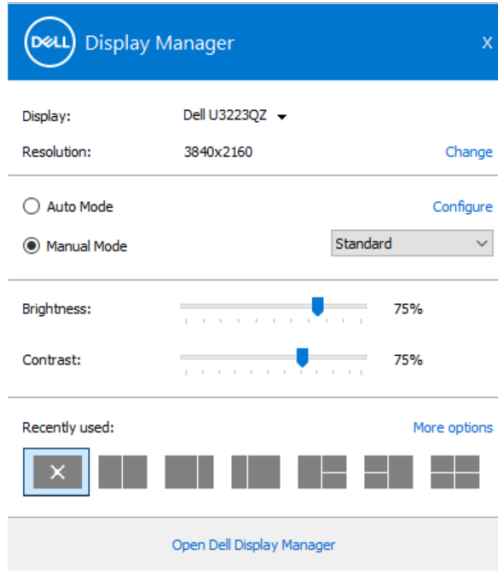 DELL Display Manager X
Display: Dell U3223QZ
Resolution: 3840x2160 Change
Auto Mode Configure
Manual Mode Standard
Brightness: 75%
Contrast: 75%
Recently used: More options
Open Dell Display Manager